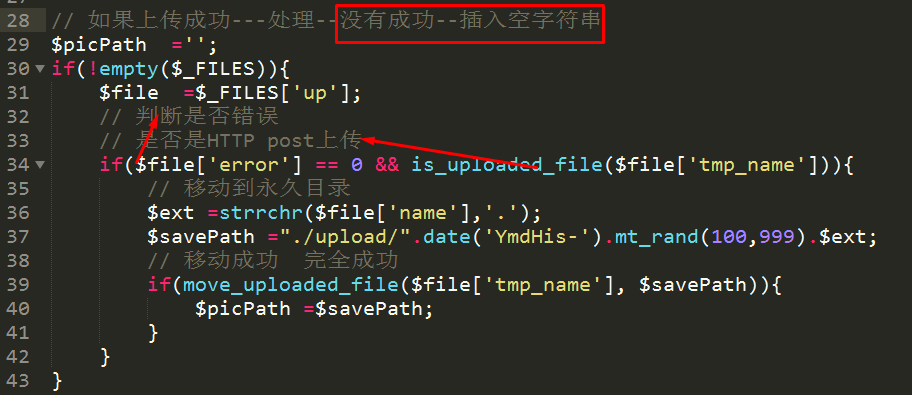 28 // 如果上传成功---处理--没有成功--插入空字符串
29 $picPath  ='';
30 if(!empty($_FILES)){
31     $file  =$_FILES['up'];
32     // 判断是否错误
33     // 是否是HTTP post上传
34     if($file['error'] == 0 && is_uploaded_file($file['tmp_name'])){
35         // 移动到永久目录
36         $ext =strrchr($file['name'],'.');
37         $savePath ="./upload/".date('YmdHis-').mt_rand(100,999).$ext;
38         // 移动成功  完全成功
39         if(move_uploaded_file($file['tmp_name'], $savePath)){
40             $picPath =$savePath;
41         }
42     }
43 }